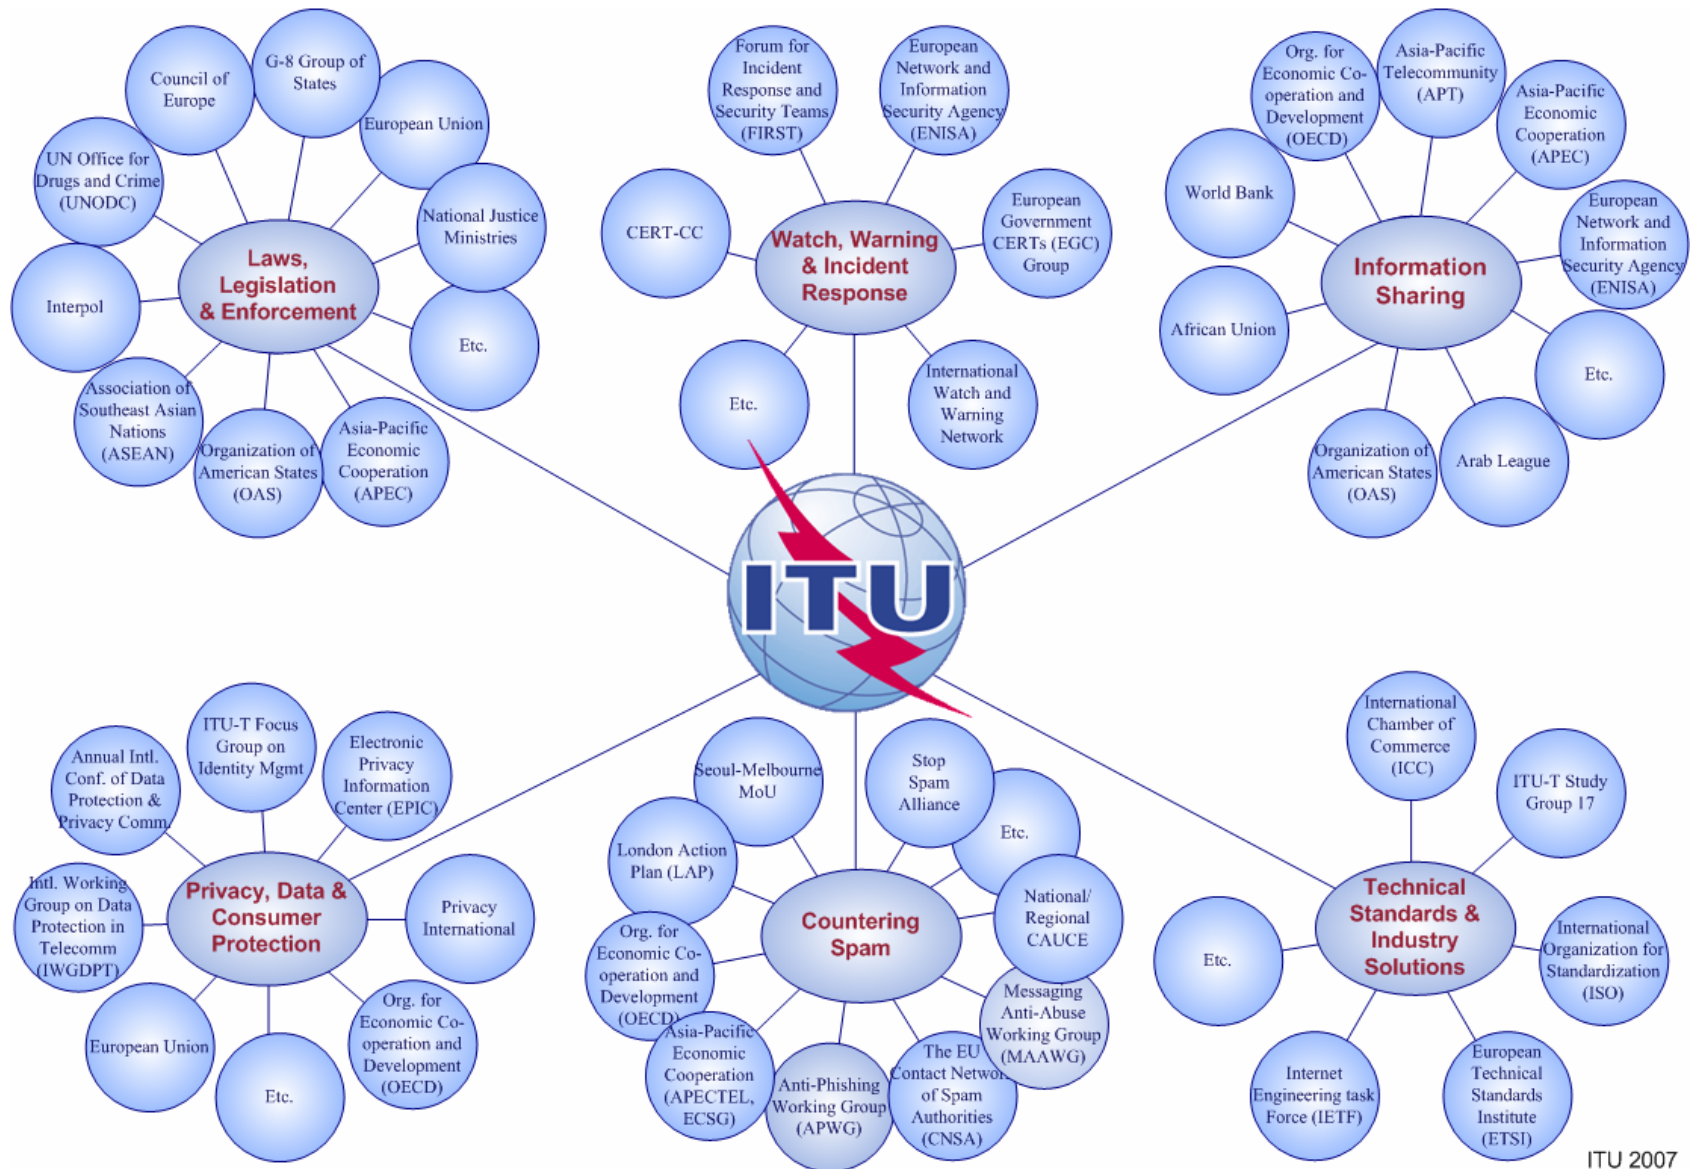 G-8 Group of
States
Council of
Europe
European Union
UN Office for
Drugs and Crime
(UNODC)
National Justice
Ministries
Laws,
Legislation
& Enforcement
Interpol
Etc.
Association of
Southeast Asian
Nations
(ASEAN)
Organization of
American States
(OAS)
Asia-Pacific
Economic
Cooperation
(APEC)
Forum for
Incident
Response and
Security Teams
(FIRST)
European
Network and
Information
Security Agency
(ENISA)
CERT-CC
Watch, Warning
& Incident
Response
European
Government
CERTs (EGC)
Group
Etc.
International
Watch and
Warning
Network
Org. for
Economic Co-
operation and
Development
(OECD)
Asia-Pacific
Telecommunity
(APT)
Asia-Pacific
Economic
Cooperation
(APEC)
World Bank
European
Network and
Information
Security Agency
(ENISA)
Information
Sharing
African Union
Etc.
Organization of
American States
(OAS)
Arab League
ITU
Annual Intl.
Conf. of Data
Protection &
Privacy Comm.
ITU-T Focus
Group on
Identity Mgmt
Electronic
Privacy
Information
Center (EPIC)
Intl. Working
Group on Data
Protection in
Telecomm
(IWGDPT)
Privacy, Data &
Consumer
Protection
Privacy
International
European Union
Etc.
Org. for
Economic Co-
operation and
Development
(OECD)
Seoul-Melbourne
MoU
Stop
Spam
Alliance
Etc.
London Action
Plan (LAP)
Countering
Spam
National/
Regional
CAUCE
Org. for
Economic Co-
operation and
Development
(OECD)
Messaging
Anti-Abuse
Working Group
(MAAWG)
Asia-Pacific
Economic
Cooperation
(APECTEL,
ECSG)
Anti-Phishing
Working Group
(APWG)
The EU
Contact Network
of Spam
Authorities
(CNSA)
International
Chamber of
Commerce
(ICC)
ITU-T Study
Group 17
Technical
Standards &
Industry
Solutions
Etc.
International
Organization for
Standardization
(ISO)
Internet
Engineering task
Force (IETF)
European
Technical
Standards
Institute
(ETSI)
ITU 2007